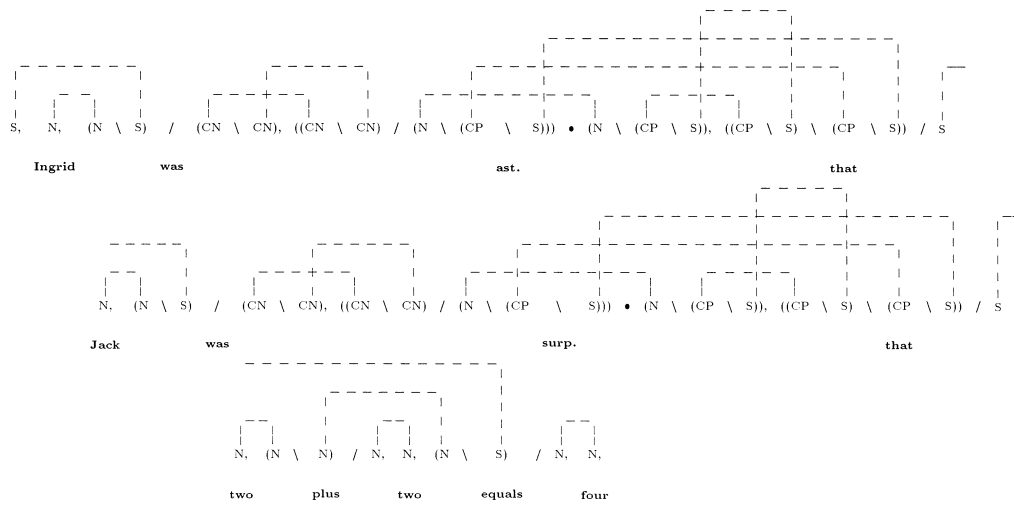 S, N, (N \ S) / (CN \ CN), ((CN \ CN) / (N \ (CP \ S))) • (N \ (CP \ S)), ((CP \ S) \ (CP \ S)) / S
Ingrid was ast. that
N, (N \ S) / (CN \ CN), ((CN \ CN) / (N \ (CP \ S))) • (N \ (CP \ S)), ((CP \ S) \ (CP \ S)) / S
Jack was surp. that
N, (N \ N) / N, N, (N \ S) / N, N,
two plus two equals four